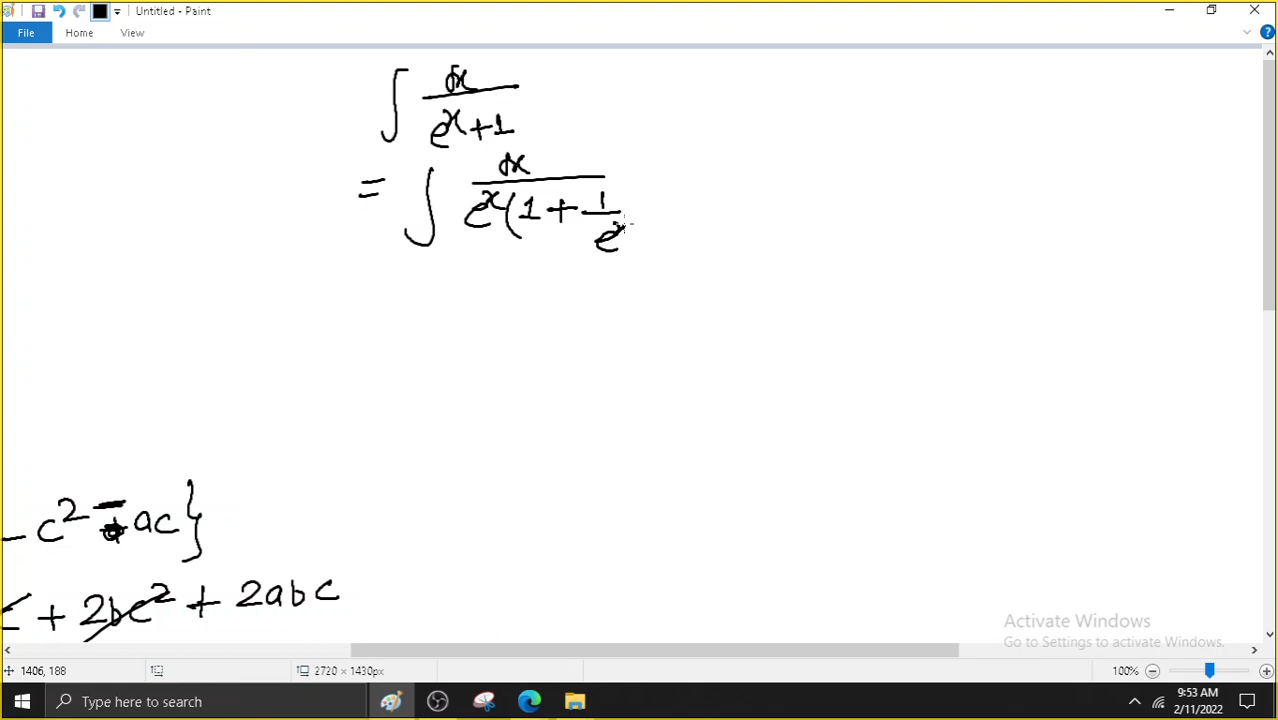 Untitled - Paint
File Home View
∫ dx / (e^x + 1)
= ∫ dx / (e^x (1 + 1/e^x
- c² - ac}
+ 2bc² + 2abc
Activate Windows
Go to Settings to activate Windows.
1406, 188 2720 × 1430px 100%
Type here to search 9:53 AM
2/11/2022